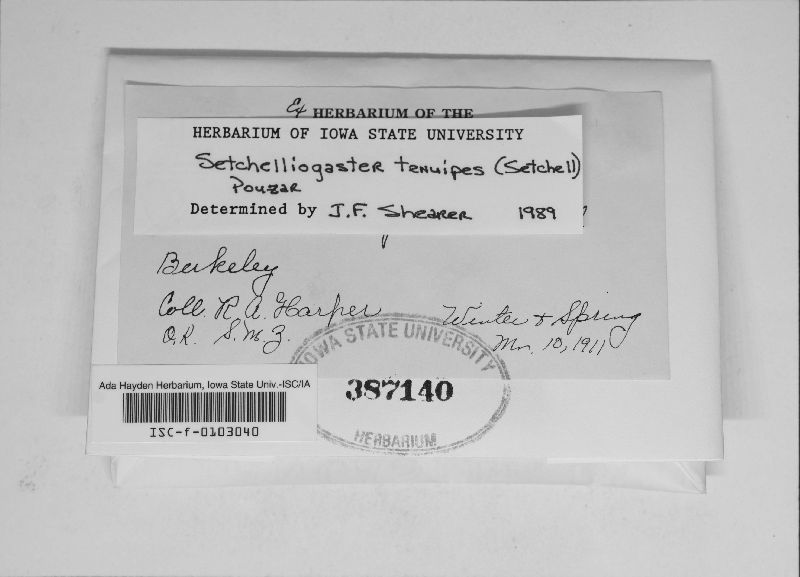 Ex HERBARIUM OF THE
HERBARIUM OF IOWA STATE UNIVERSITY
Setchelliogaster tenuipes (Setchell)
Pouzar
Determined by J.F. Shearer 1989
Berkeley
Coll. R. A. Harper Winter & Spring
O.K. S.M.Z. Mr. 10, 1911
IOWA STATE UNIVERSITY
387140
HERBARIUM
Ada Hayden Herbarium, Iowa State Univ.-ISC/IA
ISC-f-0103040